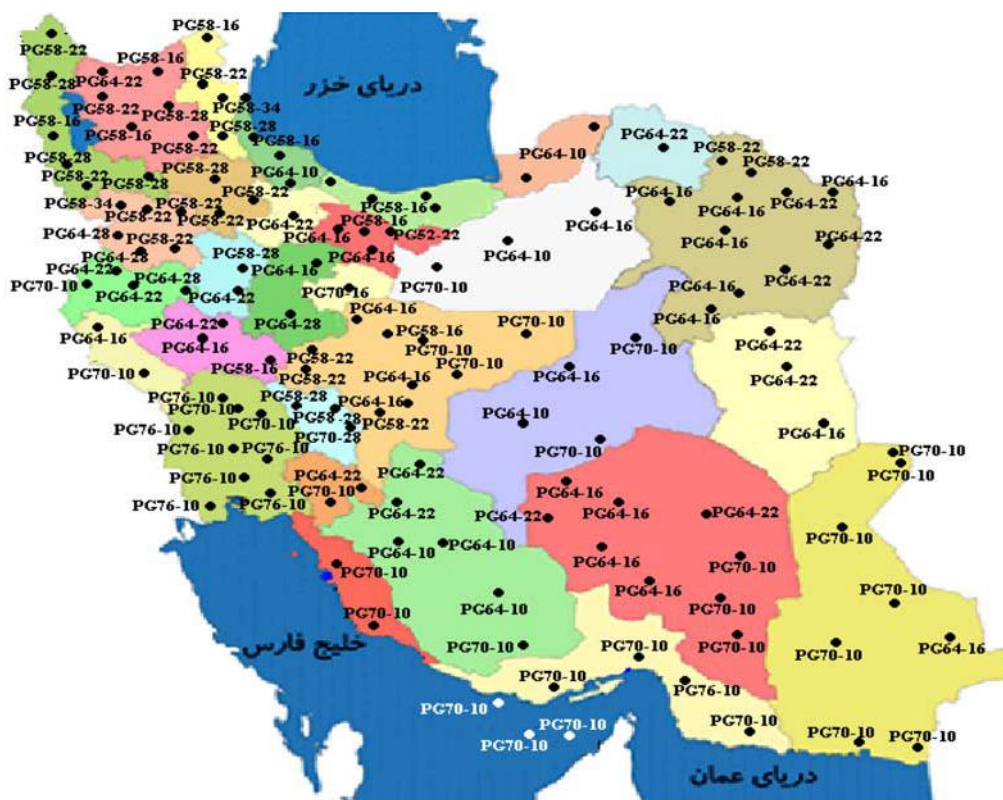 PG58-16
PG58-22
PG58-16
PG64-22
PG58-22
PG58-28
PG58-22
PG58-28
PG58-34
PG58-16
PG58-16
PG58-28
PG58-22
PG58-16
دریای خزر
PG64-22
PG58-22
PG58-22
PG64-10
PG58-28
PG58-22
PG58-28
PG64-10
PG58-22
PG64-16
PG64-16
PG64-22
PG58-34
PG58-22
PG58-22
PG58-16
PG64-22
PG58-16
PG64-16
PG64-28
PG58-22
PG64-16
PG52-22
PG64-16
PG64-22
PG64-28
PG58-28
PG64-16
PG64-16
PG64-10
PG64-22
PG64-28
PG70-10
PG64-22
PG70-10
PG64-22
PG64-22
PG70-16
PG64-16
PG64-16
PG64-16
PG64-22
PG64-28
PG58-16
PG70-10
PG64-16
PG64-16
PG70-10
PG70-10
PG64-22
PG58-22
PG70-10
PG70-10
PG58-16
PG58-22
PG64-16
PG64-16
PG64-22
PG76-10
PG58-28
PG64-16
PG70-10
PG58-28
PG64-10
PG64-16
PG76-10
PG70-10
PG58-22
PG70-28
PG70-10
PG76-10
PG76-10
PG70-10
PG64-22
PG64-22
PG70-10
PG76-10
PG70-10
PG64-16
PG76-10
PG76-10
PG64-22
PG64-22
PG64-16
PG64-22
PG70-10
PG64-10
PG64-10
PG64-16
PG70-10
PG70-10
PG64-16
PG70-10
PG64-10
PG70-10
PG70-10
خلیج فارس
PG70-10
PG70-10
PG70-10
PG64-16
PG70-10
PG70-10
PG76-10
PG70-10
PG70-10
PG70-10
PG70-10
PG70-10
PG70-10
دریای عمان